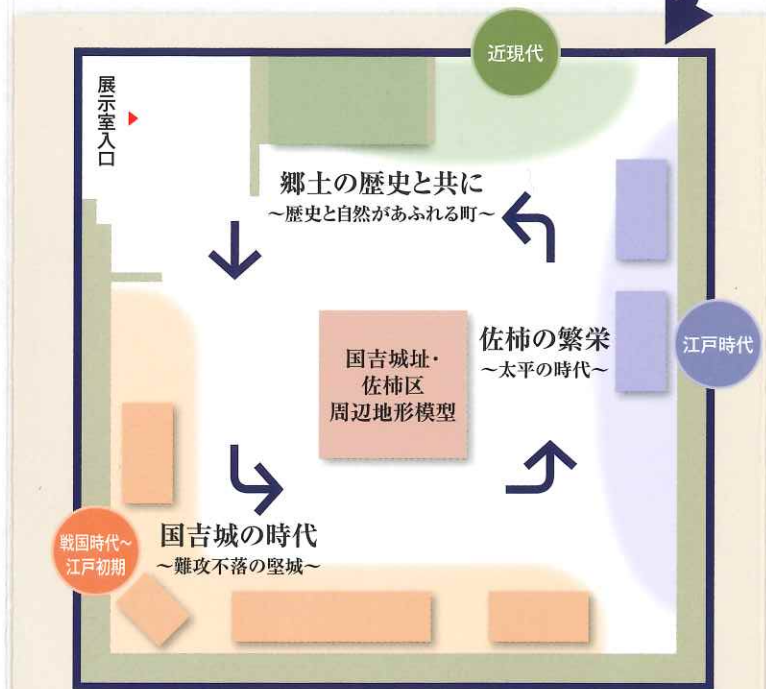 近現代
展示室入口
郷土の歴史と共に
~歴史と自然があふれる町~
国吉城址・
佐柿区
周辺地形模型
佐柿の繁栄
~太平の時代~
江戸時代
戦国時代~
江戸初期
国吉城の時代
~難攻不落の堅城~